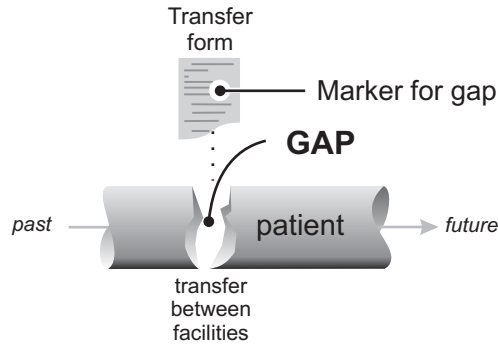 Transfer
form
Marker for gap
GAP
past
patient
future
transfer
between
facilities